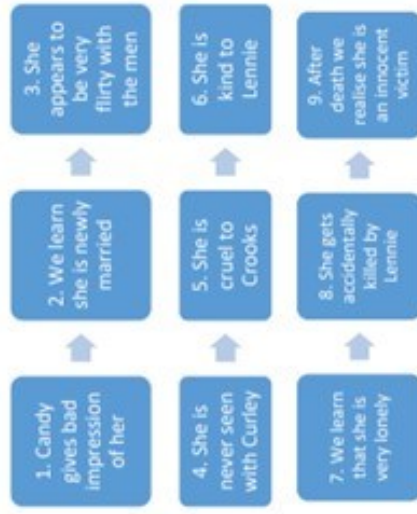 1. Candy
gives bad
impression
of her
2. We learn
she is newly
married
3. She
appears to
be very
flirty with
the men
4. She is
never seen
with Curley
5. She is
cruel to
Crooks
6. She is
kind to
Lennie
7. We learn
that she is
very lonely
8. She gets
accidentally
killed by
Lennie
9. After
death we
realise she is
an innocent
victim